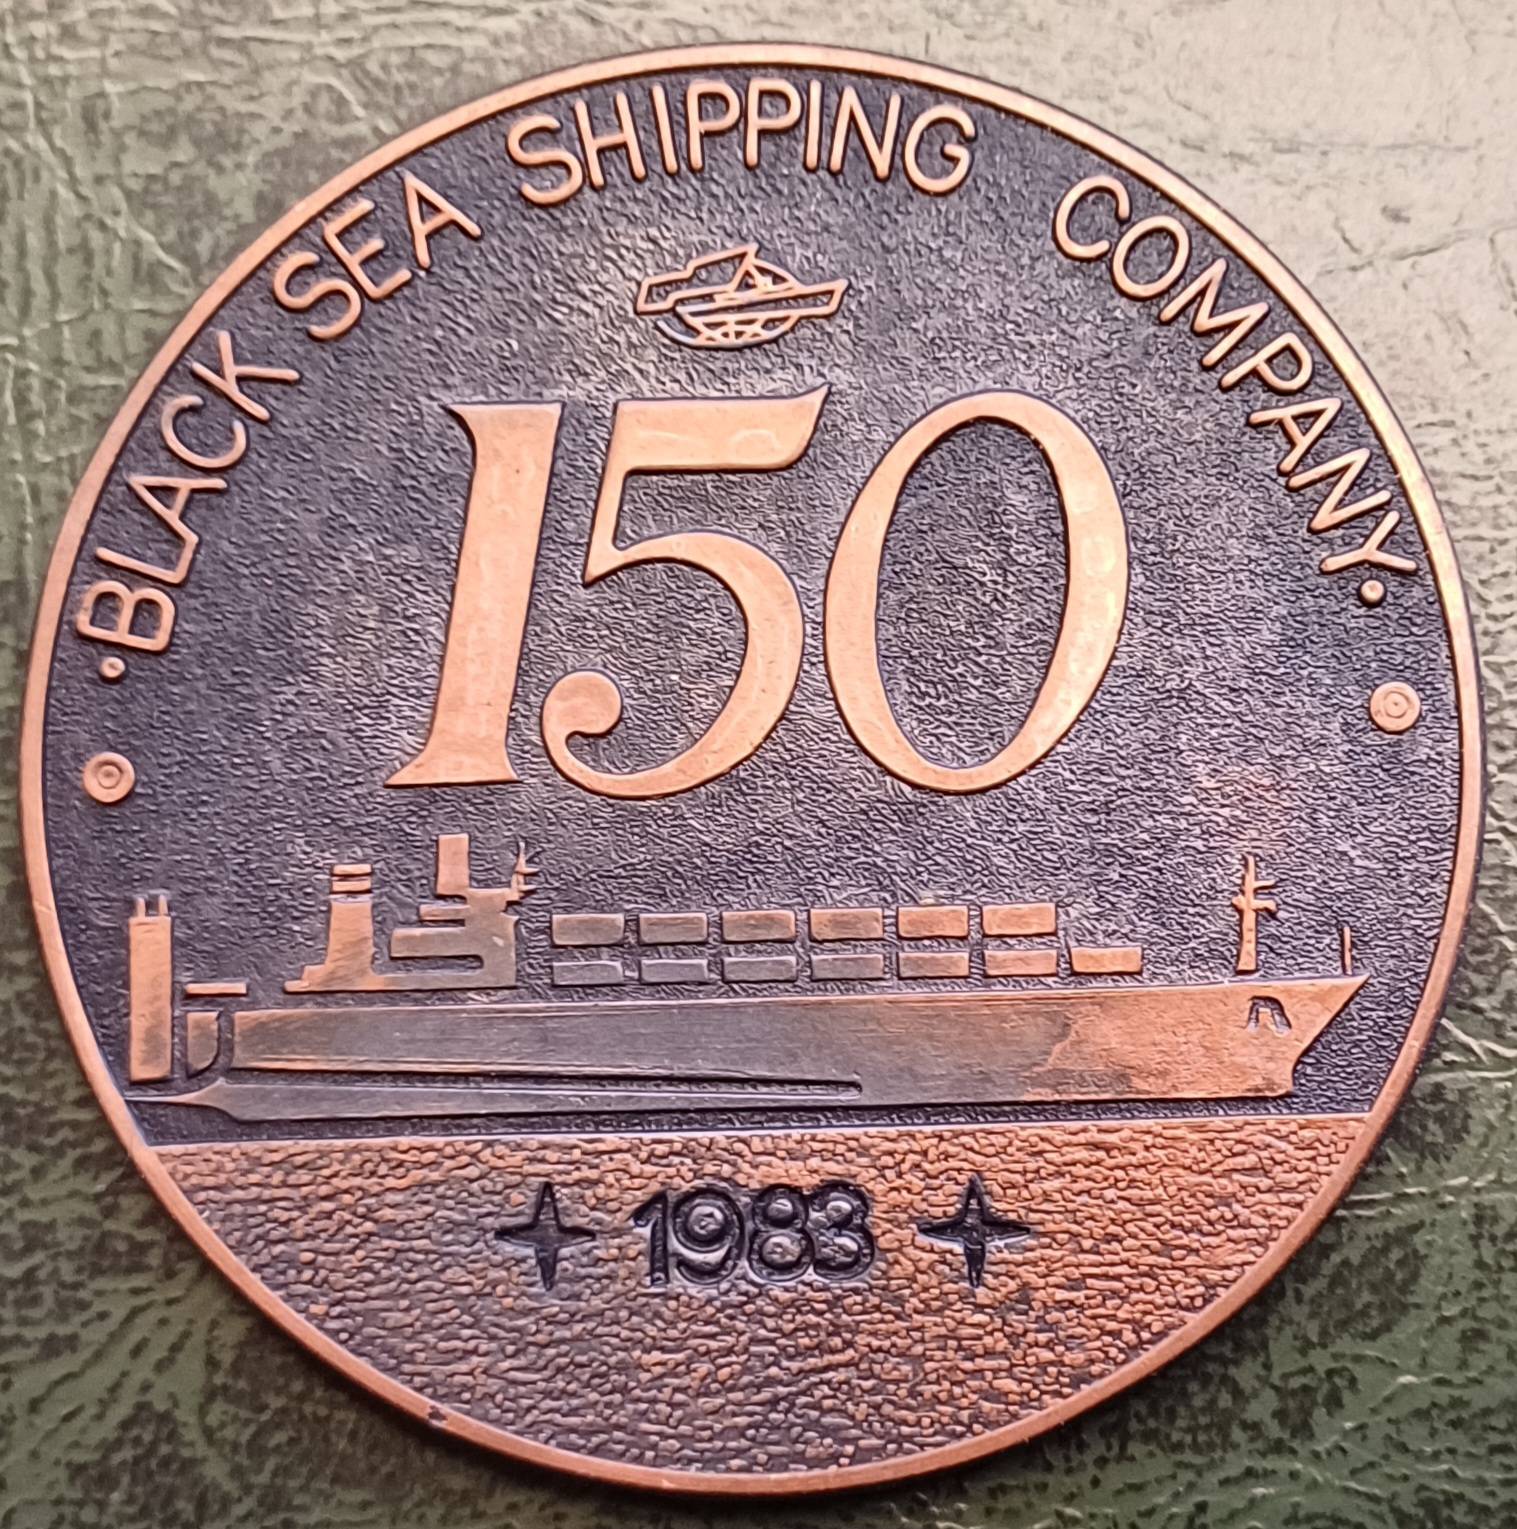 ·BLACK SEA SHIPPING COMPANY·
150
1983